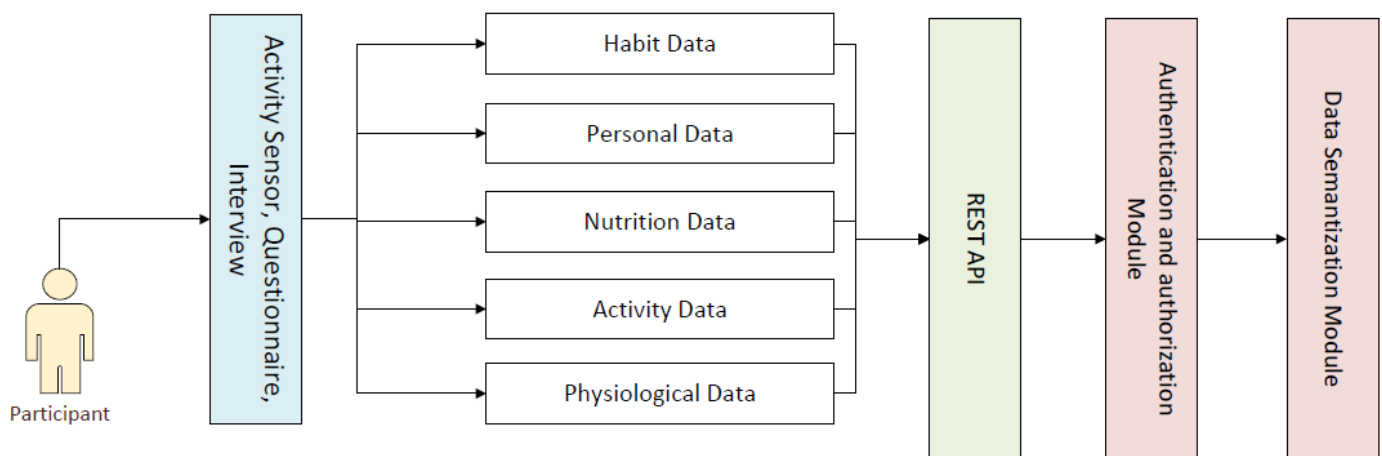 Participant
Activity Sensor, Questionnaire,
Interview
Habit Data
Personal Data
Nutrition Data
Activity Data
Physiological Data
REST API
Authentication and authorization
Module
Data Semantization Module